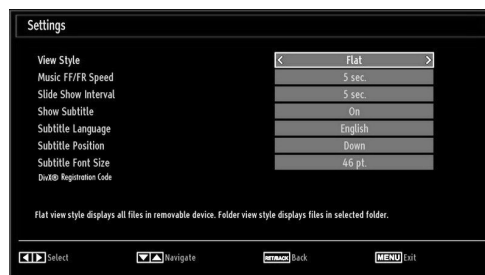 Settings
View Style < Flat >
Music FF/FR Speed 5 sec.
Slide Show Interval 5 sec.
Show Subtitle On
Subtitle Language English
Subtitle Position Down
Subtitle Font Size 46 pt.
DivX® Registration Code
Flat view style displays all files in removable device. Folder view style displays files in selected folder.
Select Navigate RET/BACK Back MENU Exit